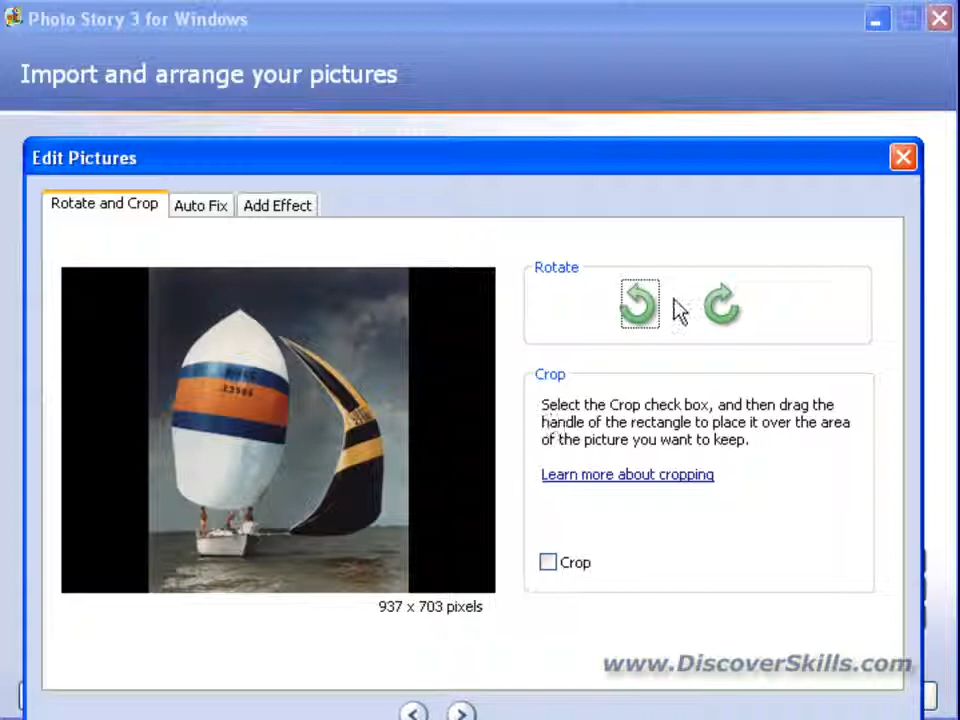 Photo Story 3 for Windows
Import and arrange your pictures
Edit Pictures
Rotate and Crop
Auto Fix
Add Effect
Rotate
Crop
Select the Crop check box, and then drag the
handle of the rectangle to place it over the area
of the picture you want to keep.
Learn more about cropping
Crop
937 x 703 pixels
www.DiscoverSkills.com